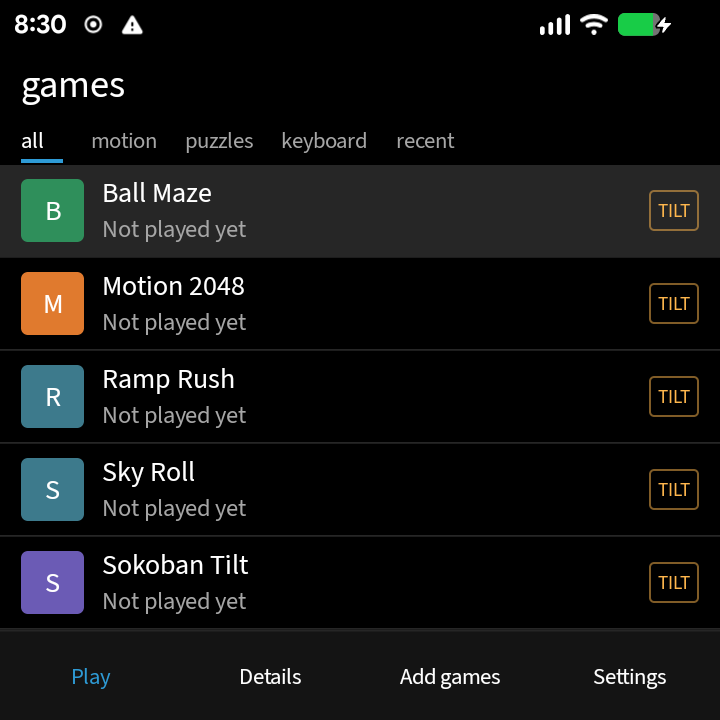 8:30
games
all motion puzzles keyboard recent
B Ball Maze TILT
Not played yet
M Motion 2048 TILT
Not played yet
R Ramp Rush TILT
Not played yet
S Sky Roll TILT
Not played yet
S Sokoban Tilt TILT
Not played yet
Play Details Add games Settings